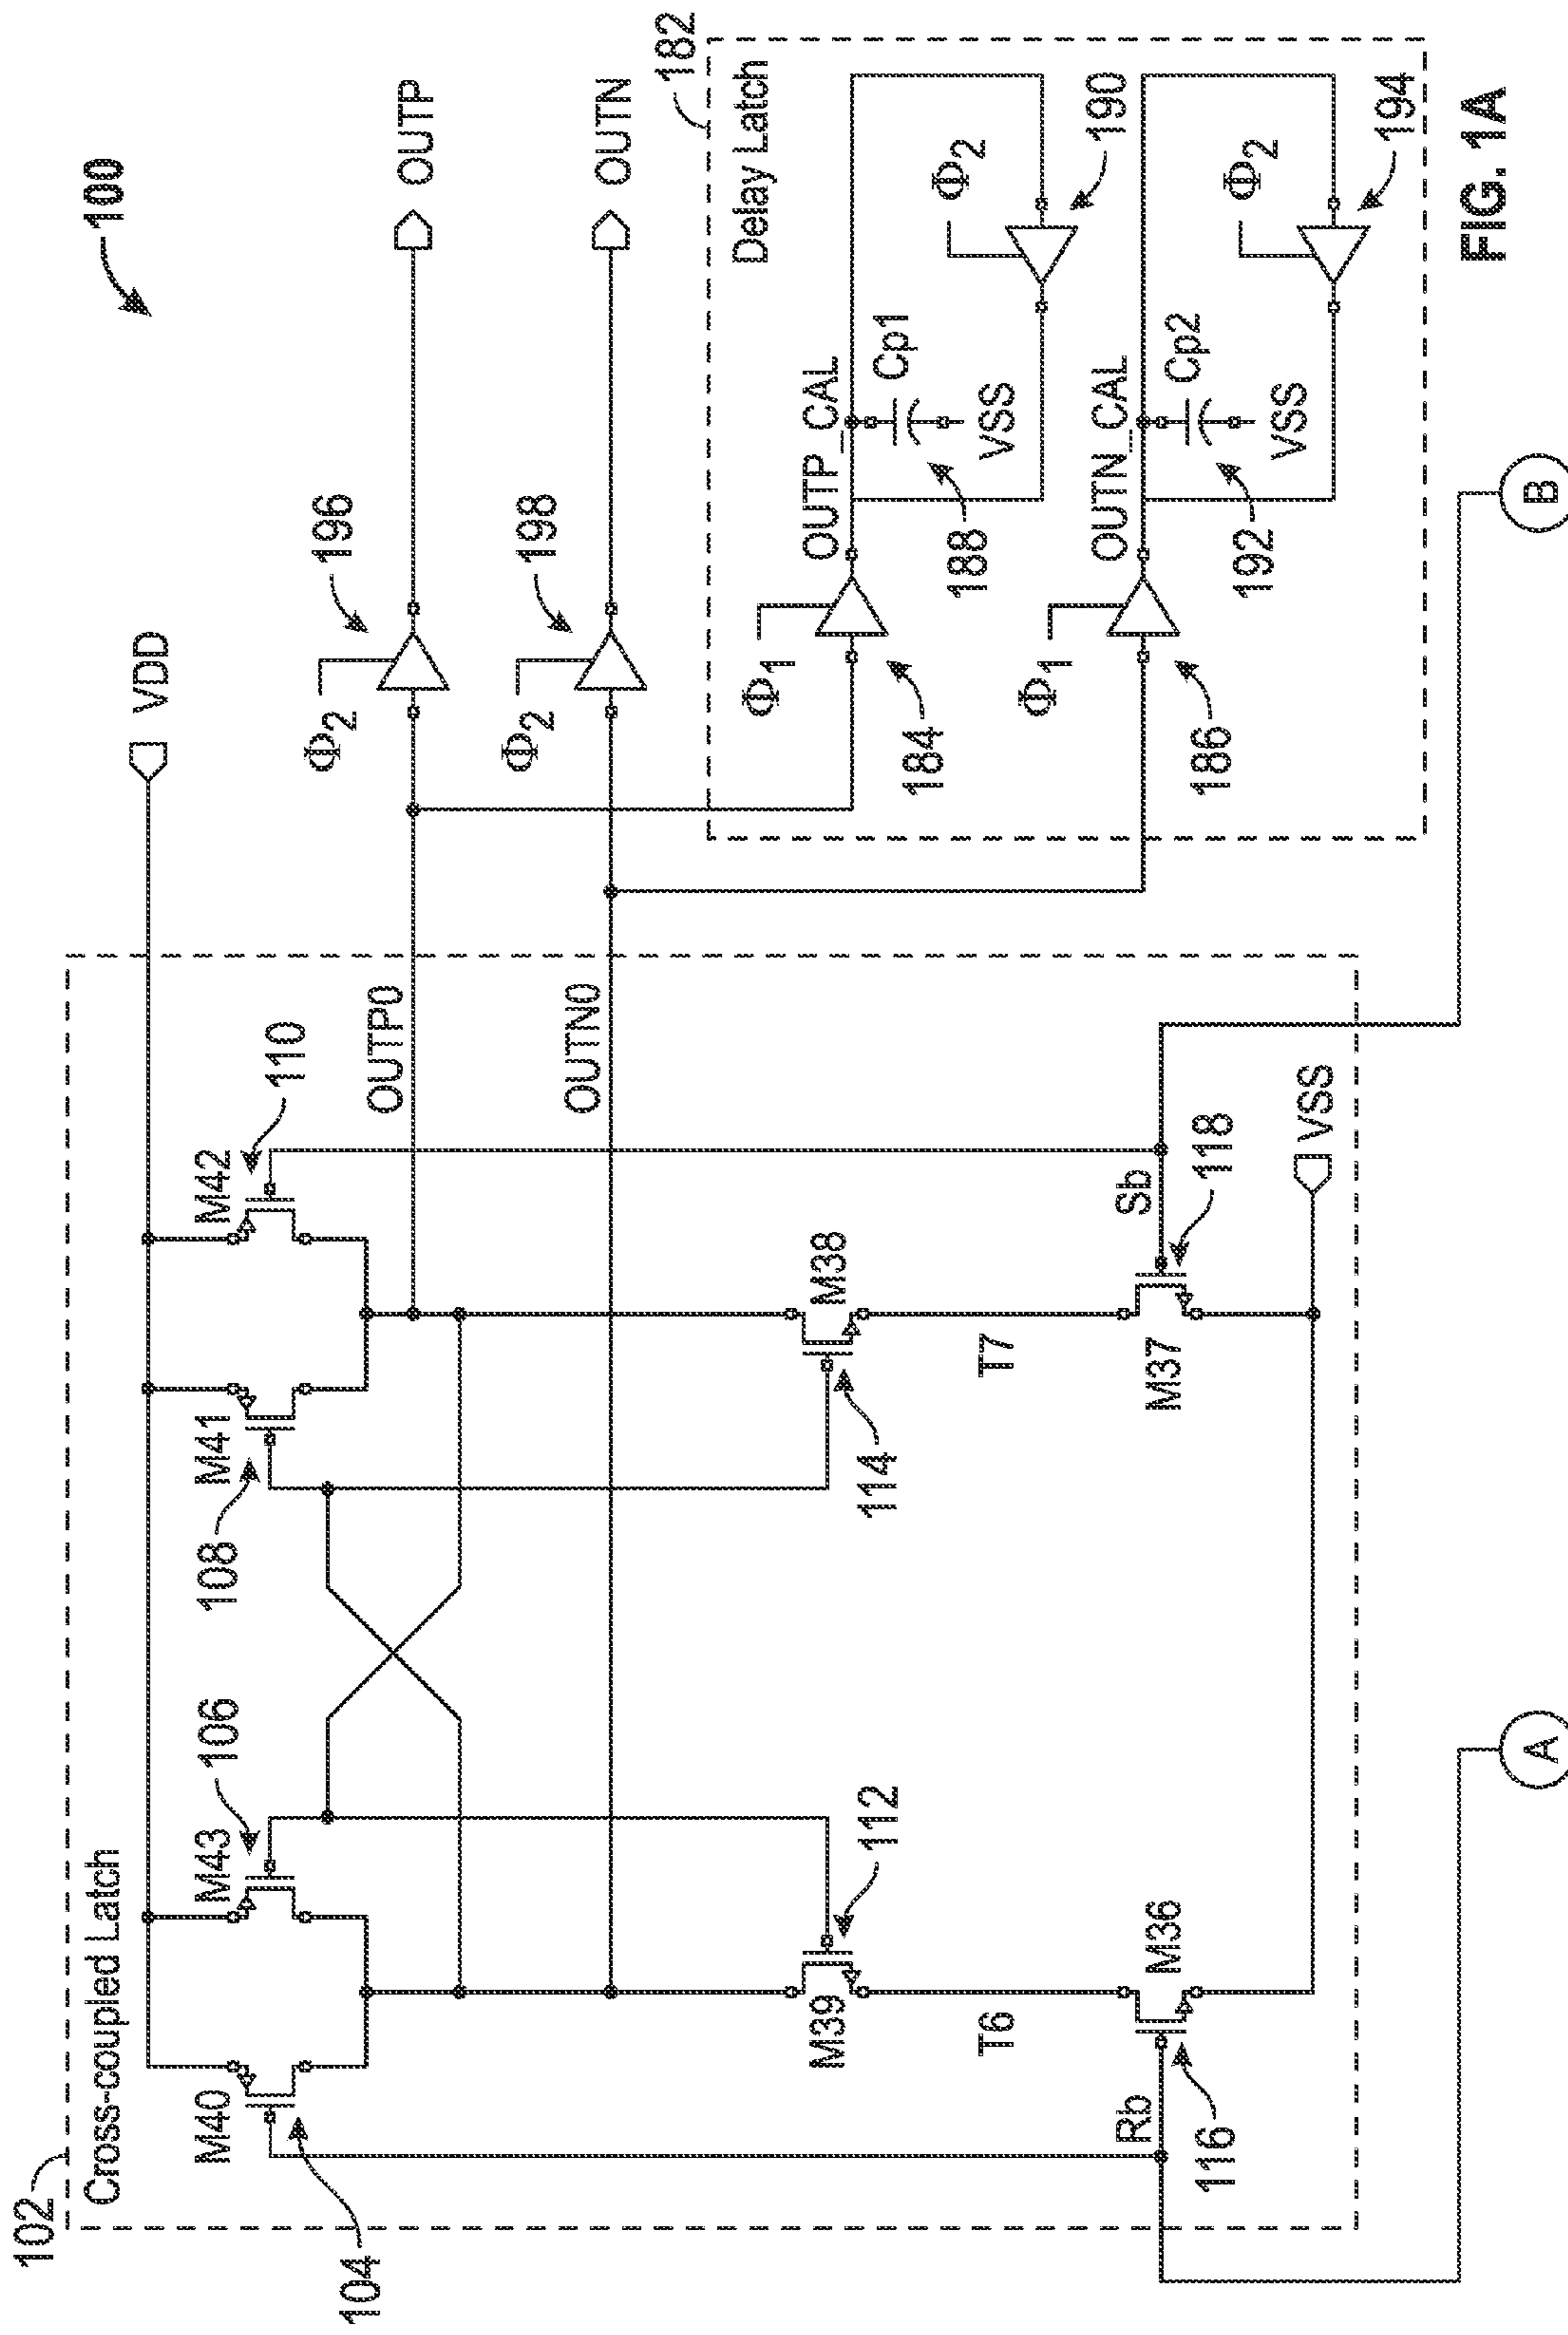 100
102
Cross-coupled Latch
VDD
M40
104
M43
106
M41
108
M42
110
OUTP0
OUTN0
Φ2
196
OUTP
Φ2
198
OUTN
182
Delay Latch
Φ1
184
OUTP_CAL
Cp1
188
VSS
Φ2
190
Φ1
186
OUTN_CAL
Cp2
192
VSS
Φ2
194
M39
112
M38
114
T6
T7
Rb
M36
116
Sb
M37
118
VSS
A
B
FIG. 1A